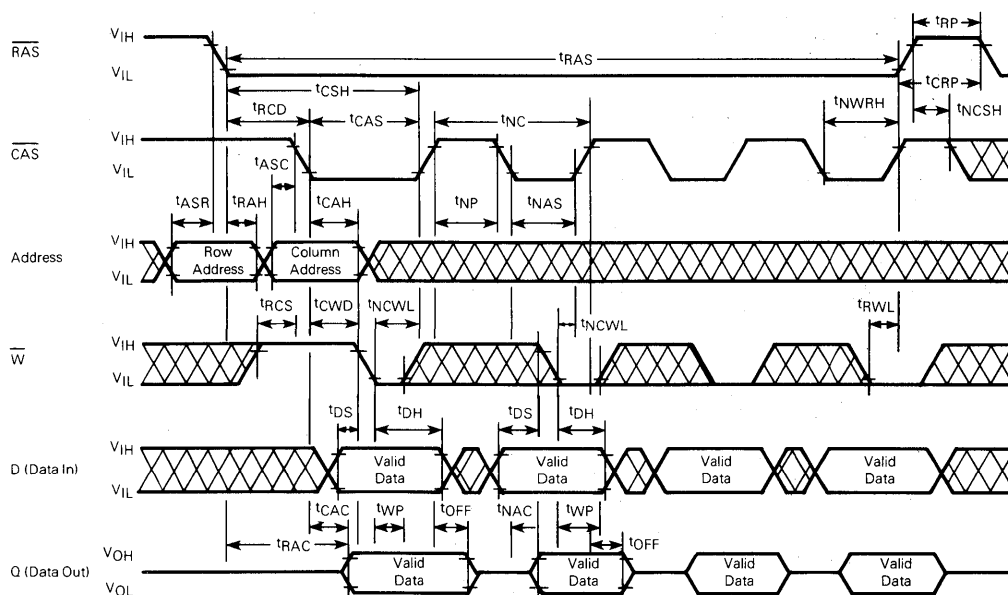 tRP
RAS
VIH
tRAS
VIL
tCSH
tCRP
tRCD
tCAS
tNC
tNWRH
tNCSH
CAS
VIH
tASC
VIL
tASR
tRAH
tCAH
tNP
tNAS
Address
VIH
Row Address
Column Address
VIL
tRCS
tCWD
tNCWL
tNCWL
tRWL
W
VIH
VIL
tDS
tDH
tDS
tDH
D (Data In)
VIH
Valid Data
Valid Data
Valid Data
Valid Data
VIL
tCAC
tWP
tOFF
tNAC
tWP
tRAC
tOFF
Q (Data Out)
VOH
Valid Data
Valid Data
Valid Data
Valid Data
VOL